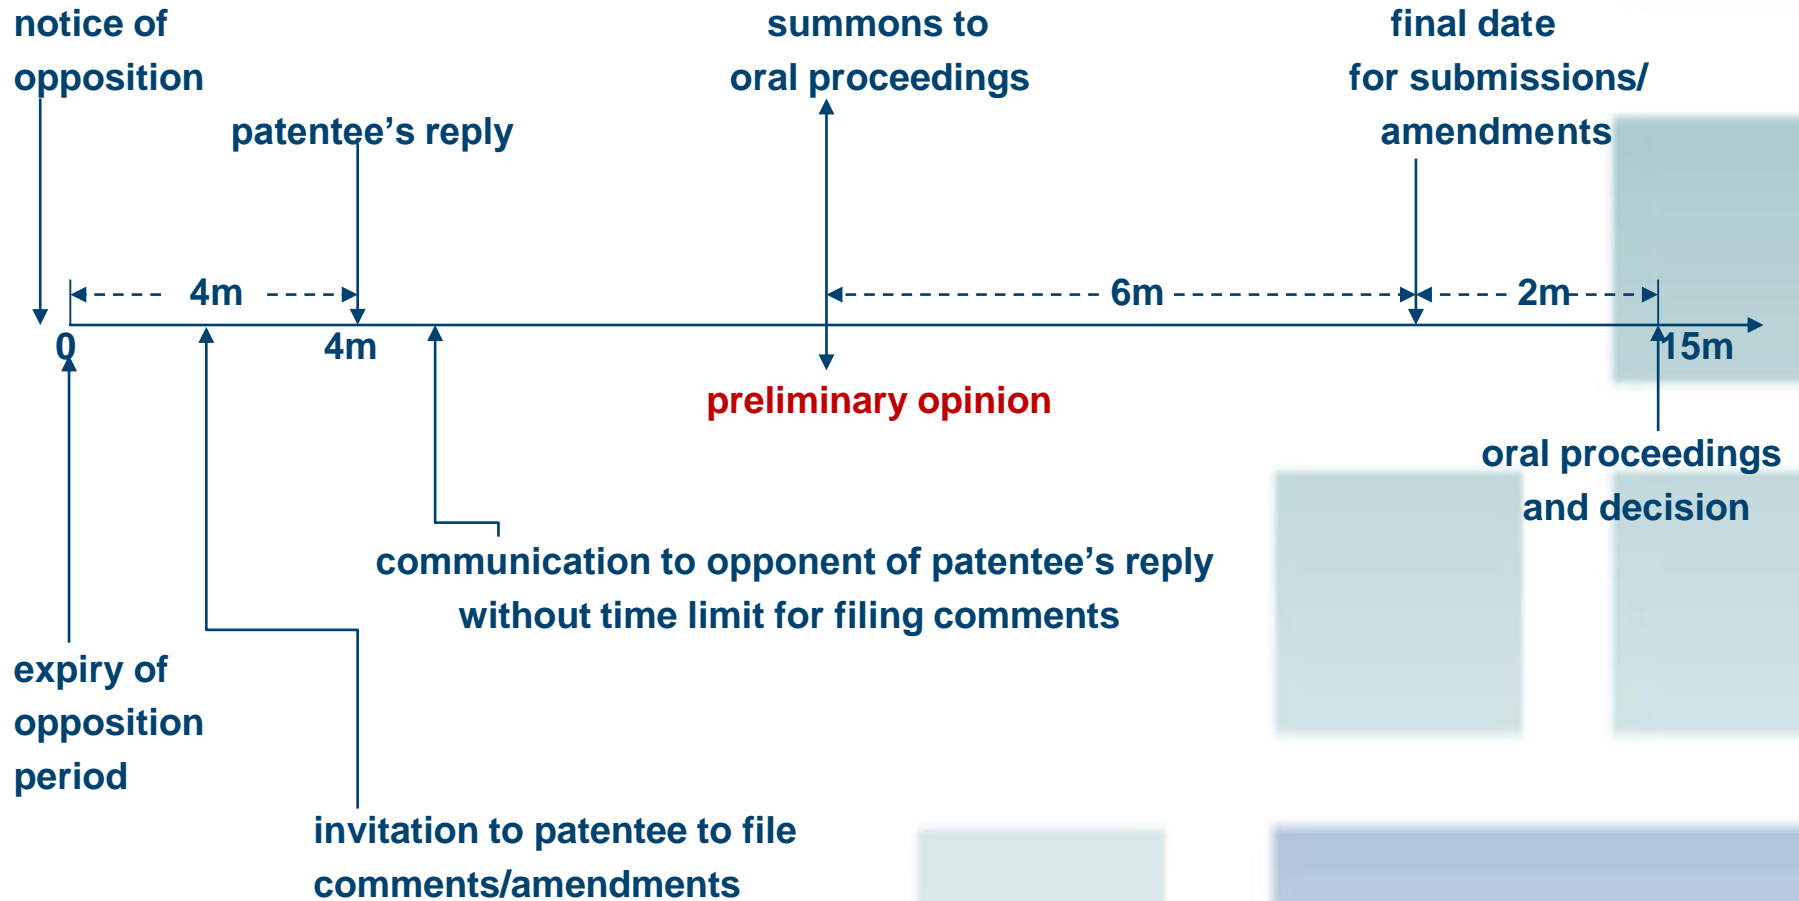 notice of
opposition
summons to
oral proceedings
final date
for submissions/
amendments
patentee’s reply
4m
6m
2m
0
4m
15m
preliminary opinion
oral proceedings
and decision
communication to opponent of patentee’s reply
without time limit for filing comments
expiry of
opposition
period
invitation to patentee to file
comments/amendments